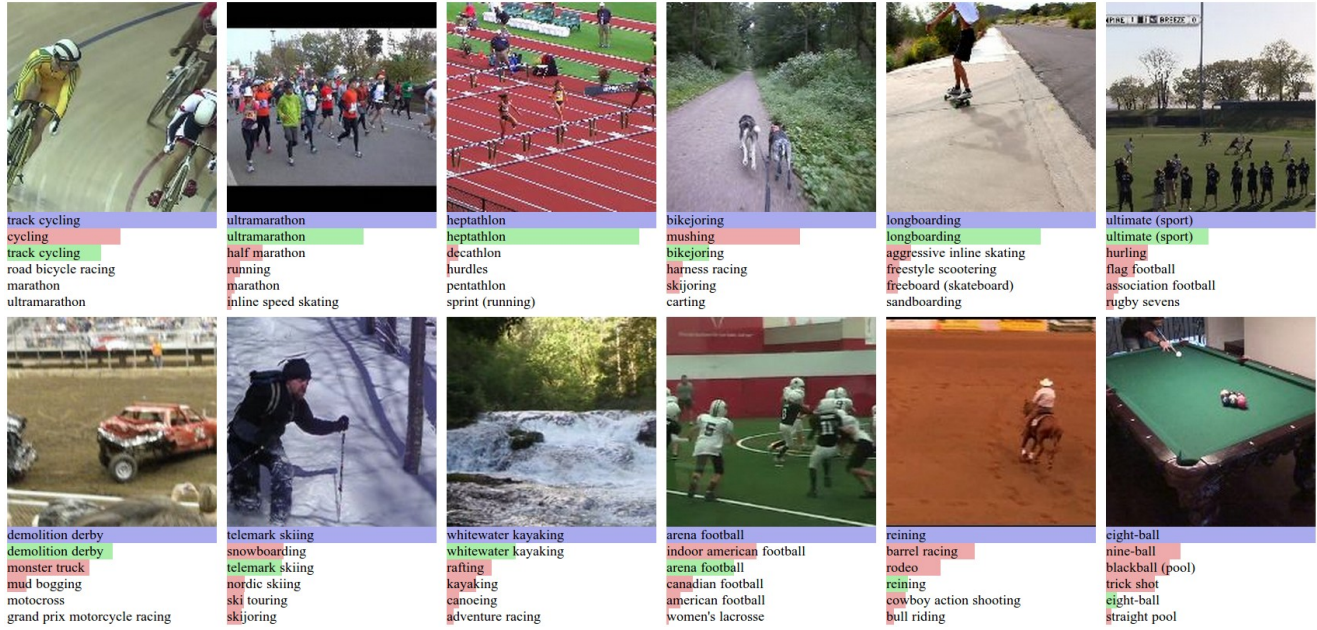 track cycling
cycling
track cycling
road bicycle racing
marathon
ultramarathon
ultramarathon
ultramarathon
half marathon
running
marathon
inline speed skating
heptathlon
heptathlon
decathlon
hurdles
pentathlon
sprint (running)
bikejoring
mushing
bikejoring
harness racing
skijoring
carting
longboarding
longboarding
aggressive inline skating
freestyle scootering
freeboard (skateboard)
sandboarding
BREEZE 0
ultimate (sport)
ultimate (sport)
hurling
flag football
association football
rugby sevens
demolition derby
demolition derby
monster truck
mud bogging
motocross
grand prix motorcycle racing
telemark skiing
snowboarding
telemark skiing
nordic skiing
ski touring
skijoring
whitewater kayaking
whitewater kayaking
rafting
kayaking
canoeing
adventure racing
5
11
arena football
indoor american football
arena football
canadian football
american football
women's lacrosse
reining
barrel racing
rodeo
reining
cowboy action shooting
bull riding
eight-ball
nine-ball
blackball (pool)
trick shot
eight-ball
straight pool